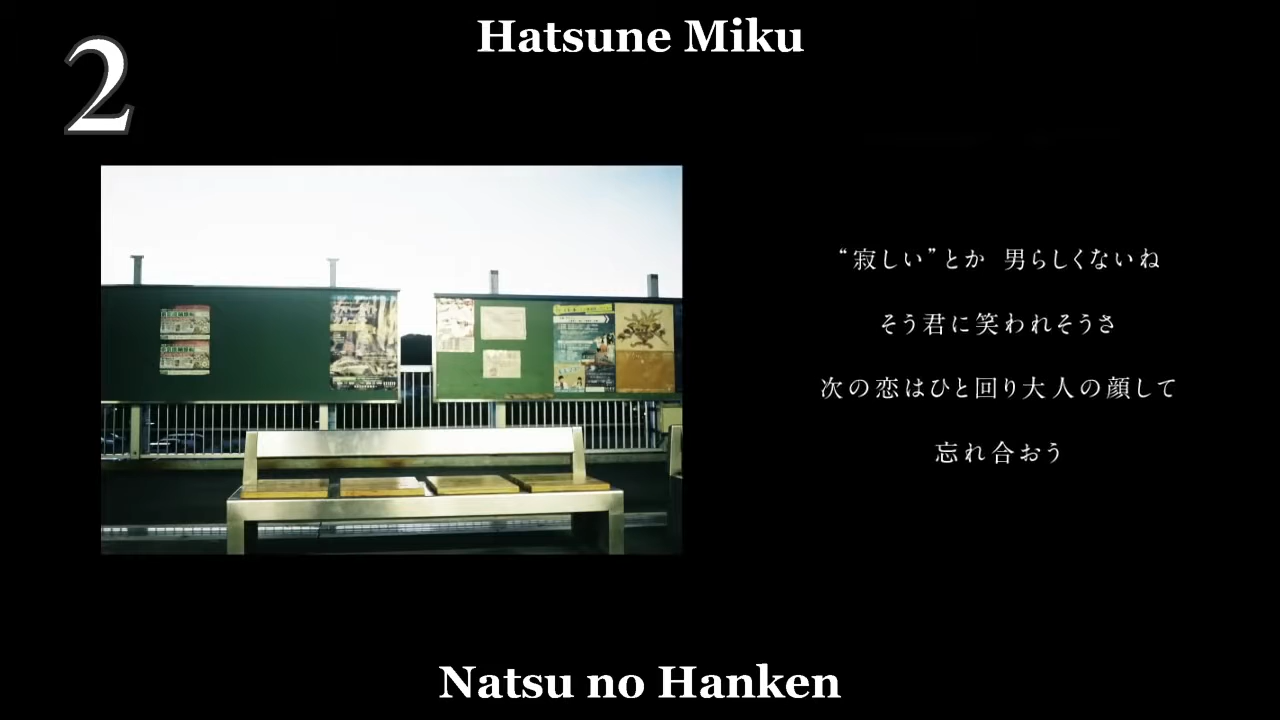 Hatsune Miku
2
“寂しい”とか 男らしくないね
そう君に笑われそうさ
次の恋はひと回り大人の顔して
忘れ合おう
Natsu no Hanken